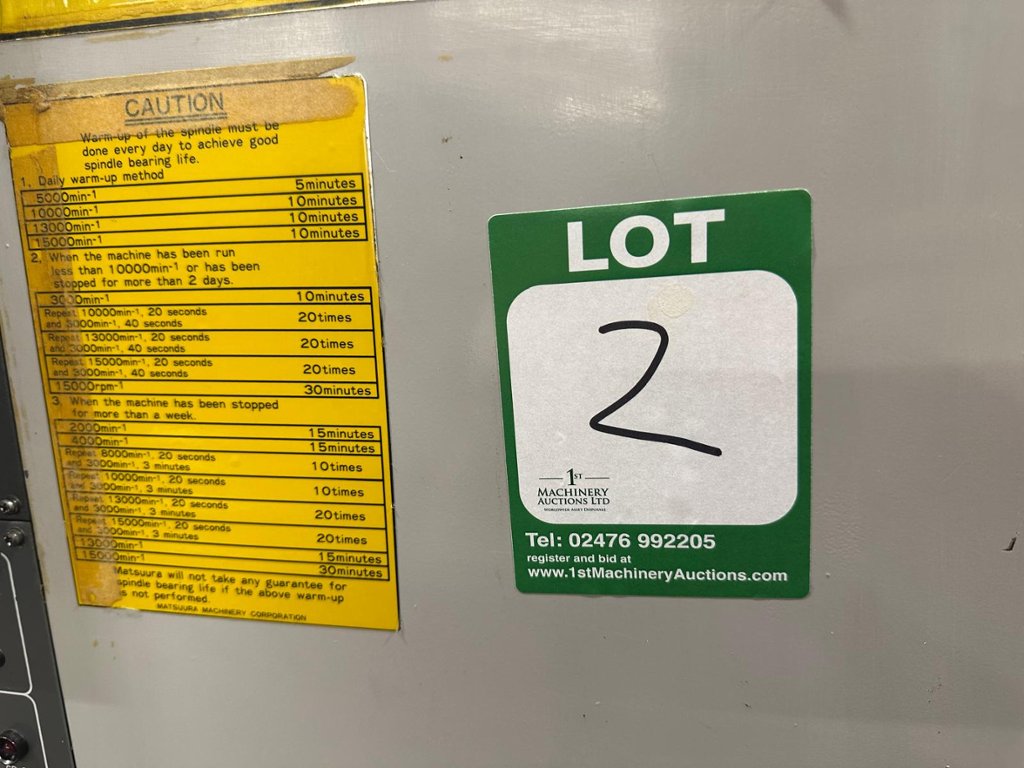 CAUTION
Warm-up of the spindle must be
done every day to achieve good
spindle bearing life.
1. Daily warm-up method
5000min-1 5minutes
10000min-1 10minutes
13000min-1 10minutes
15000min-1 10minutes
2. When the machine has been run
less than 10000min-1 or has been
stopped for more than 2 days.
3000min-1 10minutes
Repeat 10000min-1, 20 seconds
and 3000min-1, 40 seconds 20times
Repeat 13000min-1, 20 seconds
and 3000min-1, 40 seconds 20times
Repeat 15000min-1, 20 seconds
and 3000min-1, 40 seconds 20times
15000rpm-1 30minutes
3. When the machine has been stopped
for more than a week.
2000min-1 15minutes
4000min-1 15minutes
Repeat 8000min-1, 20 seconds
and 3000min-1, 3 minutes 10times
Repeat 10000min-1, 20 seconds
and 3000min-1, 3 minutes 10times
Repeat 13000min-1, 20 seconds
and 3000min-1, 3 minutes 20times
Repeat 15000min-1, 20 seconds
and 3000min-1, 3 minutes 20times
13000min-1 15minutes
15000min-1 30minutes
Matsuura will not take any guarantee for
spindle bearing life if the above warm-up
is not performed.
MATSUURA MACHINERY CORPORATION
LOT
2
1ST
MACHINERY
AUCTIONS LTD
WORLDWIDE ASSET DISPOSAL
Tel: 02476 992205
register and bid at
www.1stMachineryAuctions.com